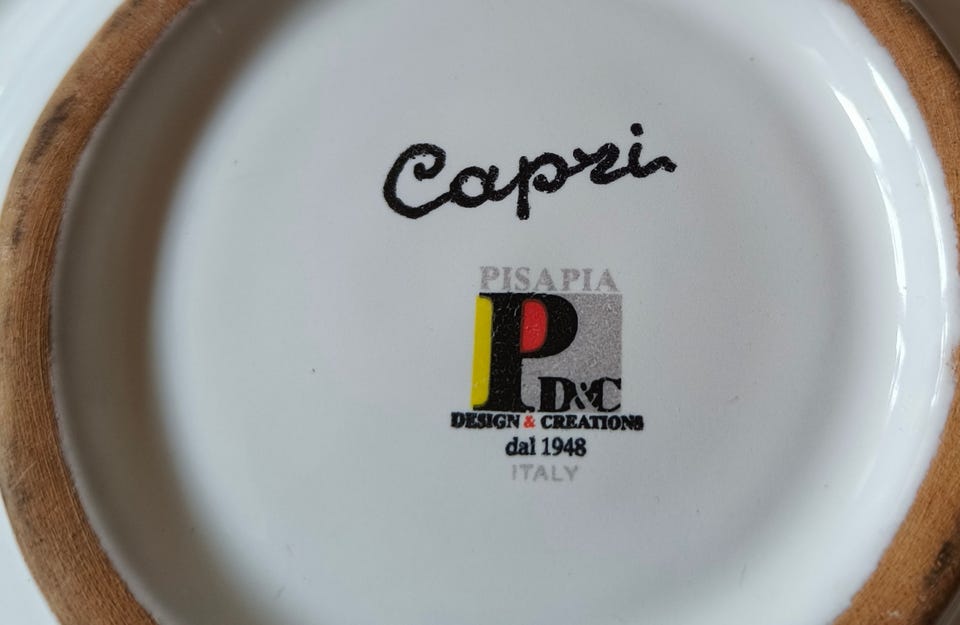 Capri
PISAPIA
P
D&C
DESIGN & CREATIONS
dal 1948
ITALY